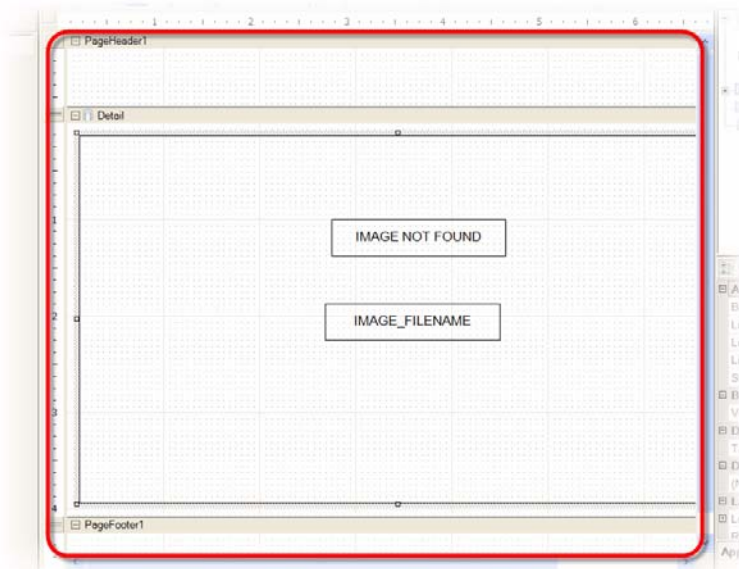 1 2 3 4 5 6
PageHeader1
Detail
1
IMAGE NOT FOUND
2
IMAGE_FILENAME
3
4
PageFooter1